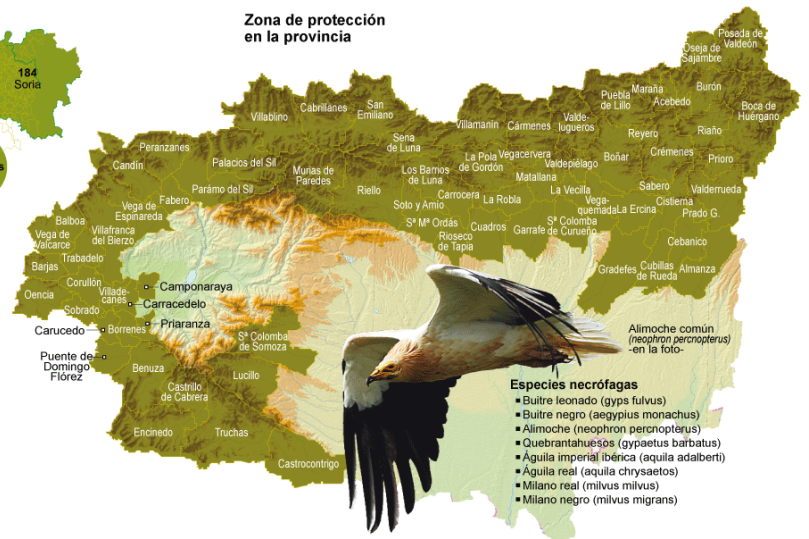 Zona de protección
en la provincia
184
Soria
s
Posada de
Valdeón
Oseja de
Sajambre
Burón
Maraña
Acebedo
Puebla
de Lillo
Boca de
Huérgano
San
Emiliano
Cabrillanes
Villablino
Villamanín
Cármenes
Valde-
lugueros
Reyero
Riaño
Sena
de Luna
Peranzanes
Candín
Palacios del Sil
Murias de
Paredes
Los Barrios
de Luna
La Pola
de Gordón
Vegacervera
Valdepiélago
Boñar
Crémenes
Prioro
Matallana
Páramo del Sil
Riello
Carrocera
La Robla
La Vecilla
Sabero
Valderrueda
Fabero
Vega de
Espinareda
Soto y Amío
Vega-
quemada
La Ercina
Cistierna
Prado G.
Balboa
Vega de
Valcarce
Villafranca
del Bierzo
Sª Mª Ordás
Rioseco
de Tapia
Cuadros
Garrafe
Sª Colomba
de Curueño
Cebanico
Trabadelo
Barjas
Gradefes
Cubillas
de Rueda
Almanza
Corullón
Oencia
Villade-
canes
Camponaraya
Carracedelo
Sobrado
Priaranza
Carucedo
Borrenes
Sª Colomba
de Somoza
Puente de
Domingo
Flórez
Benuza
Lucillo
Castrillo
de Cabrera
Encinedo
Truchas
Castrocontrigo
Alimoche común
(neophron percnopterus)
-en la foto-
Especies necrófagas
Buitre leonado (gyps fulvus)
Buitre negro (aegypius monachus)
Alimoche (neophron percnopterus)
Quebrantahuesos (gypaetus barbatus)
Águila imperial ibérica (aquila adalberti)
Águila real (aquila chrysaetos)
Milano real (milvus milvus)
Milano negro (milvus migrans)